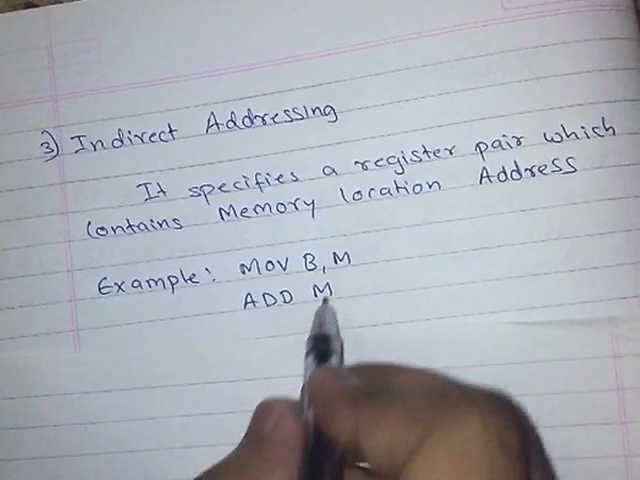 3) Indirect Addressing
It specifies a register pair which
contains Memory location Address
Example: MOV B, M
ADD M